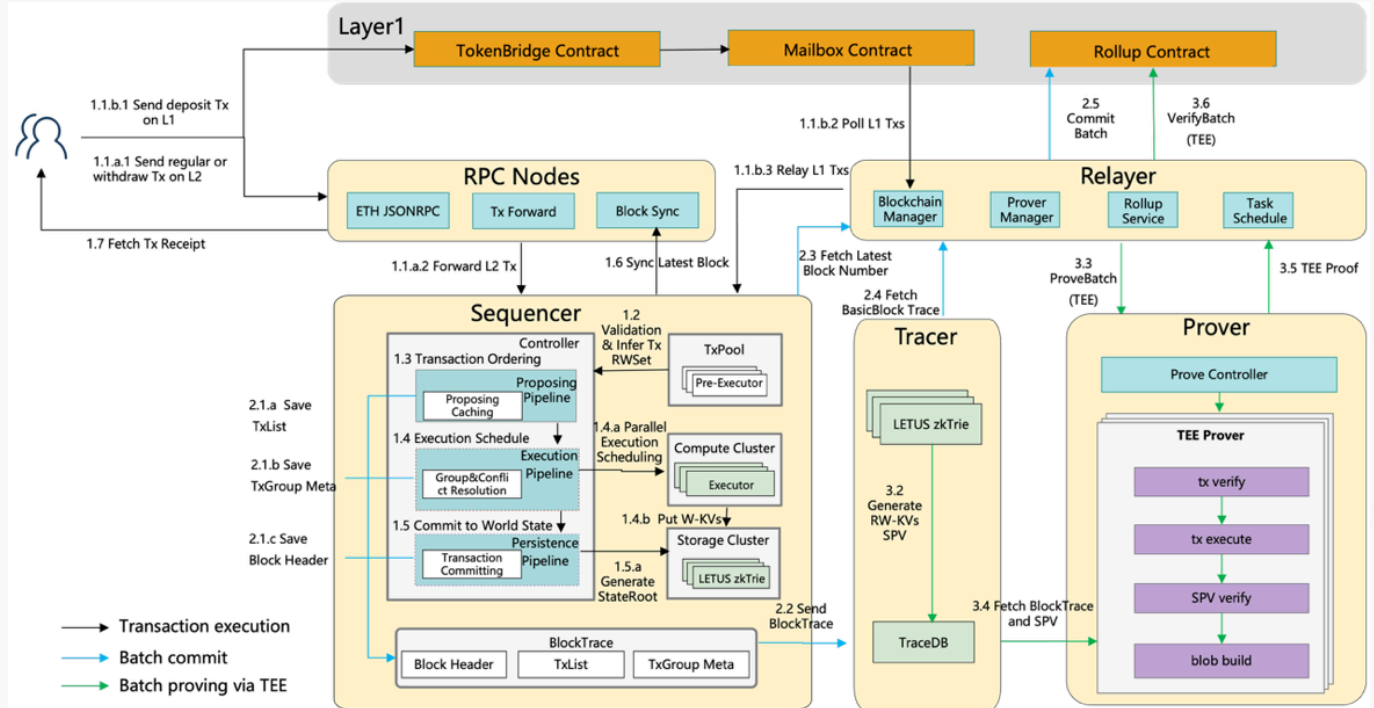 Layer1
TokenBridge Contract
Mailbox Contract
Rollup Contract
1.1.b.1 Send deposit Tx
on L1
1.1.a.1 Send regular or
withdraw Tx on L2
1.7 Fetch Tx Receipt
1.1.b.2 Poll L1 Txs
2.5
Commit
Batch
3.6
VerifyBatch
(TEE)
RPC Nodes
ETH JSONRPC
Tx Forward
Block Sync
1.1.b.3 Relay L1 Txs
Relayer
Blockchain
Manager
Prover
Manager
Rollup
Service
Task
Schedule
1.1.a.2 Forward L2 Tx
1.6 Sync Latest Block
2.3 Fetch Latest
Block Number
2.4 Fetch
BasicBlock Trace
3.3
ProveBatch
(TEE)
3.5 TEE Proof
Sequencer
Controller
1.2
Validation
& Infer Tx
RWSet
TxPool
Pre-Executor
1.3 Transaction Ordering
Proposing
Pipeline
Proposing
Caching
1.4 Execution Schedule
Execution
Pipeline
Group&Confli
ct Resolution
1.4.a Parallel
Execution
Scheduling
Compute Cluster
Executor
1.4.b Put W-KVs
1.5 Commit to World State
Persistence
Pipeline
Transaction
Committing
1.5.a
Generate
StateRoot
Storage Cluster
LETUS zkTrie
2.1.a Save
TxList
2.1.b Save
TxGroup Meta
2.1.c Save
Block Header
BlockTrace
Block Header
TxList
TxGroup Meta
2.2 Send
BlockTrace
Tracer
LETUS zkTrie
3.2
Generate
RW-KVs
SPV
TraceDB
3.4 Fetch BlockTrace
and SPV
Prover
Prove Controller
TEE Prover
tx verify
tx execute
SPV verify
blob build
Transaction execution
Batch commit
Batch proving via TEE